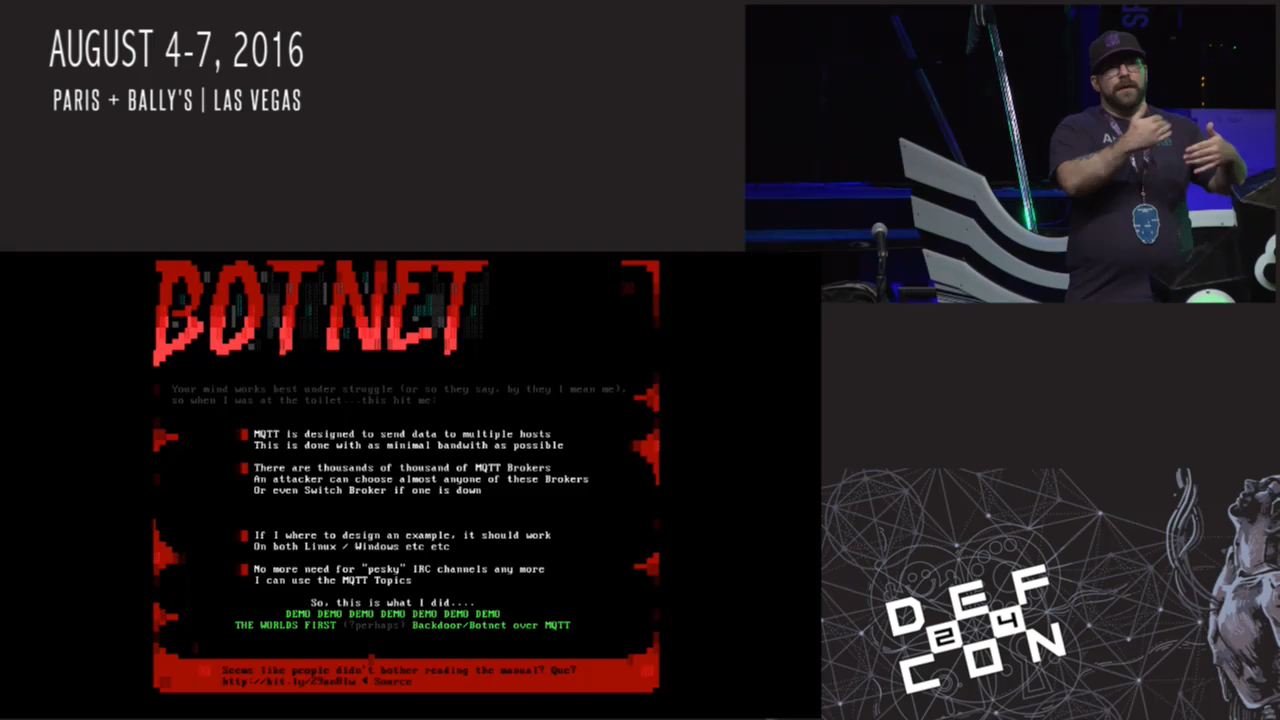 AUGUST 4-7, 2016
PARIS + BALLY'S | LAS VEGAS
BOTNET
Your mind works best under struggle (or so they say, by they I mean me),
so when I was at the toilet...this hit me:
MQTT is designed to send data to multiple hosts
This is done with as minimal bandwith as possible
There are thousands of thousand of MQTT Brokers
An attacker can choose almost anyone of these Brokers
Or even Switch Broker if one is down
If I where to design an example, it should work
On both Linux / Windows etc etc
No more need for "pesky" IRC channels any more
I can use the MQTT Topics
So, this is what I did....
DEMO DEMO DEMO DEMO DEMO DEMO DEMO
THE WORLDS FIRST (?perhaps) Backdoor/Botnet over MQTT
Seems like people didn't bother reading the manual? Que?
Source
DEF
24
CON